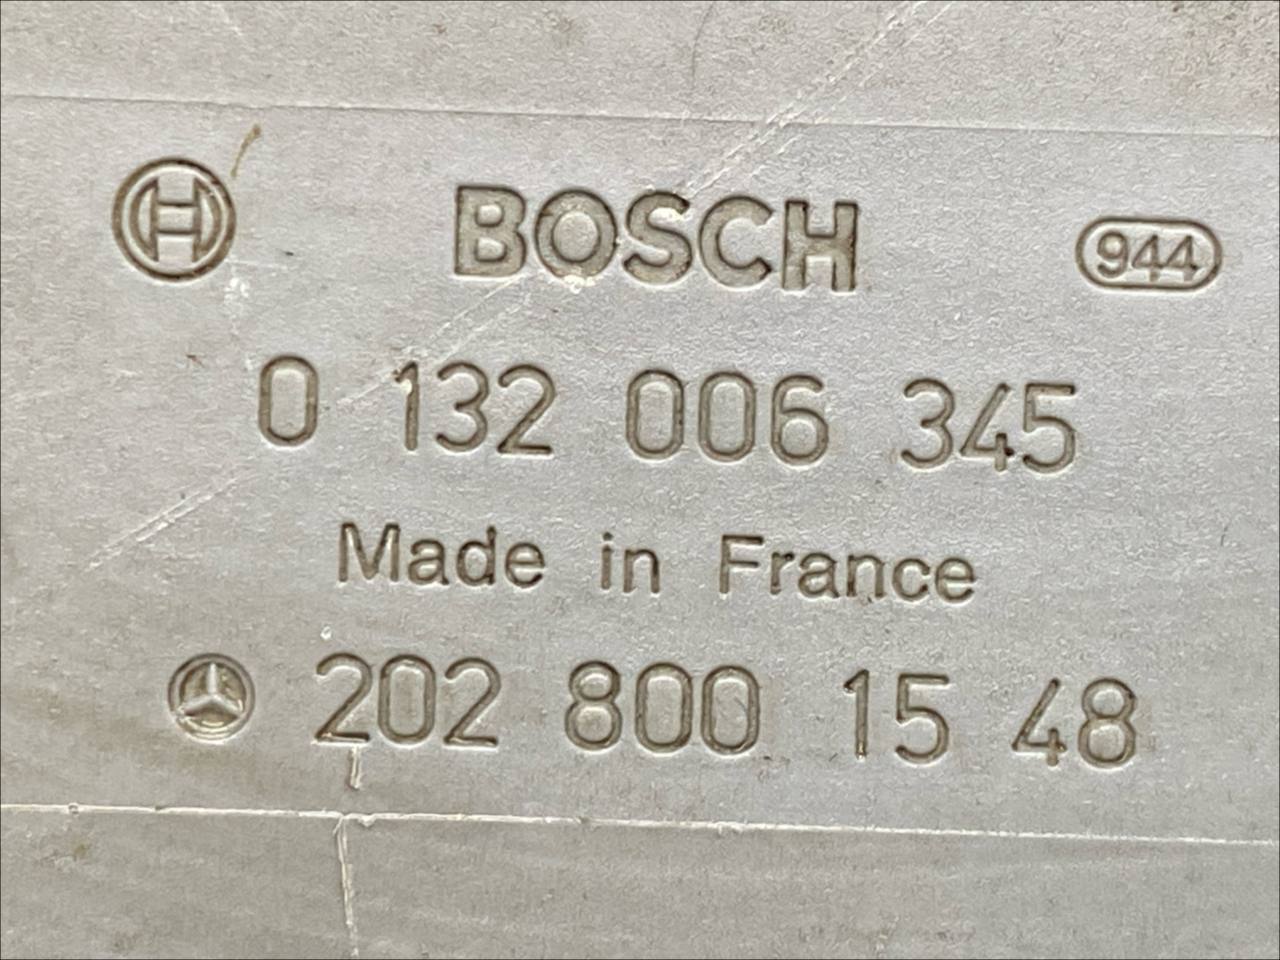 BOSCH 944
0 132 006 345
Made in France
202 800 15 48